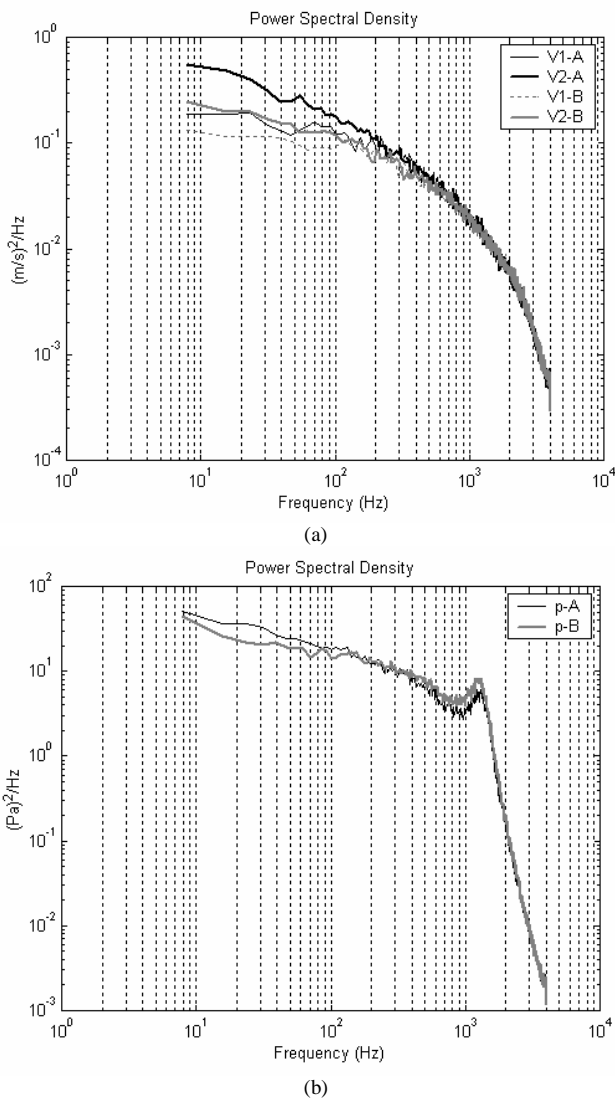 Power Spectral Density
10^0
V1-A
V2-A
V1-B
V2-B
10^-1
(m/s)^2/Hz
10^-2
10^-3
10^-4
10^0 10^1 10^2 10^3 10^4
Frequency (Hz)
(a)
Power Spectral Density
10^2
p-A
p-B
10^1
10^0
(Pa)^2/Hz
10^-1
10^-2
10^-3
10^0 10^1 10^2 10^3 10^4
Frequency (Hz)
(b)